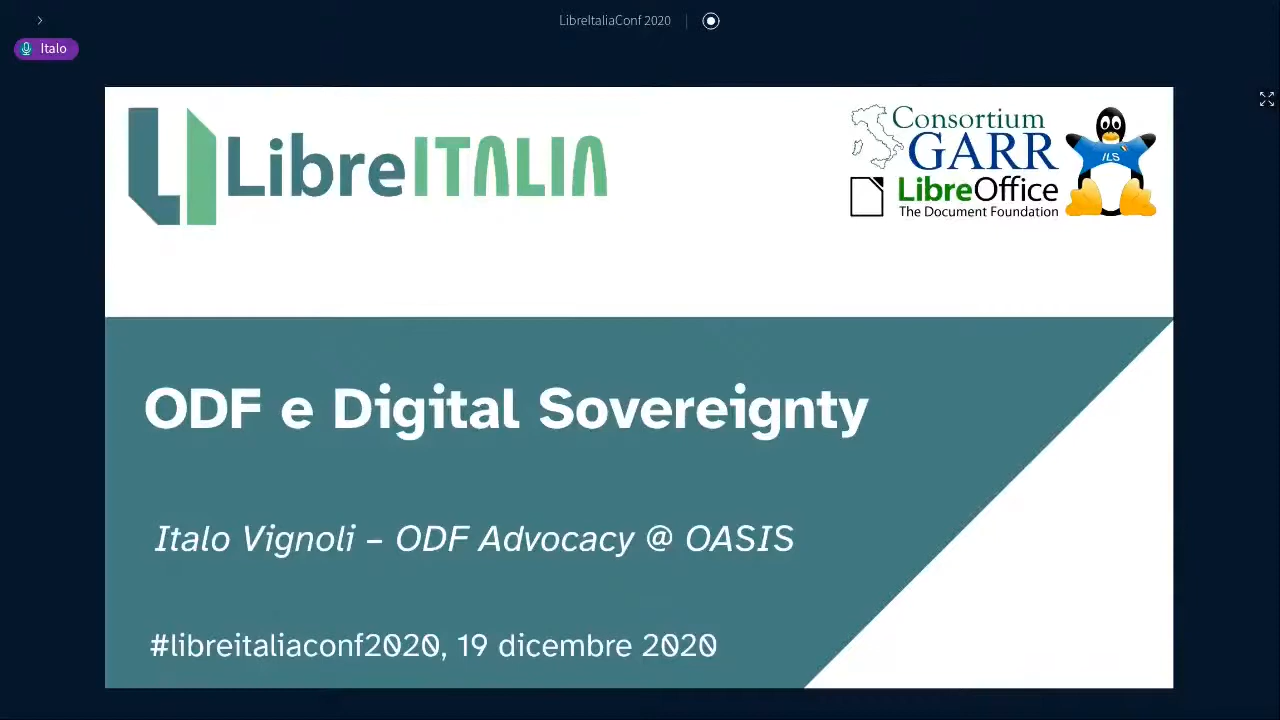 LibreItaliaConf 2020
Italo
LibreITALIA
Consortium
GARR
LibreOffice
The Document Foundation
ILS
ODF e Digital Sovereignty
Italo Vignoli – ODF Advocacy @ OASIS
#libreitaliaconf2020, 19 dicembre 2020